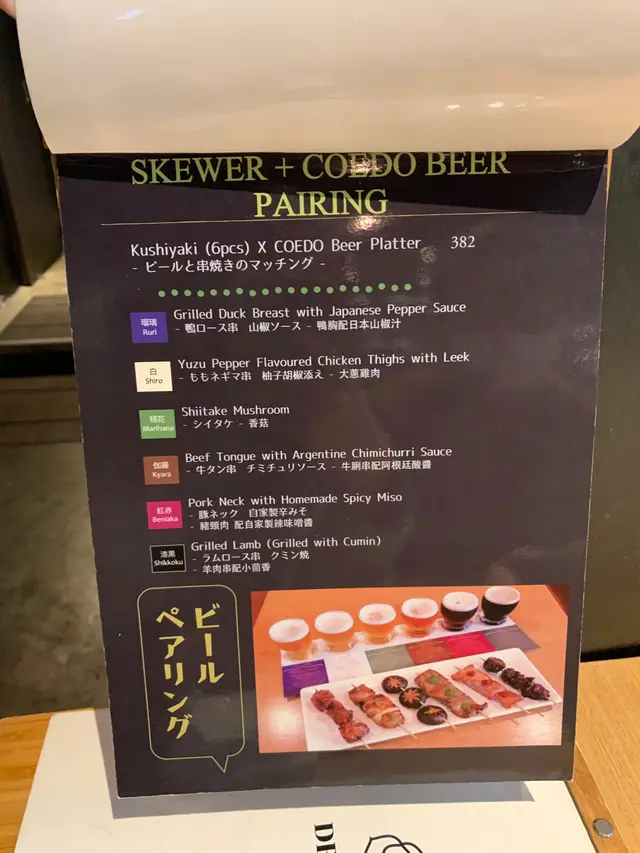 SKEWER + COEDO BEER
PAIRING
Kushiyaki (6pcs) X COEDO Beer Platter 382
- ビールと串焼きのマッチング -
瑠璃
Ruri
Grilled Duck Breast with Japanese Pepper Sauce
- 鴨ロース串 山椒ソース - 鴨胸配日本山椒汁
白
Shiro
Yuzu Pepper Flavoured Chicken Thighs with Leek
- ももネギマ串 柚子胡椒添え - 大蔥雞肉
毬花
Marihana
Shiitake Mushroom
- シイタケ - 香菇
伽羅
Kyara
Beef Tongue with Argentine Chimichurri Sauce
- 牛タン串 チミチュリソース - 牛脷串配阿根廷酸醬
紅赤
Beniaka
Pork Neck with Homemade Spicy Miso
- 豚ネック 自家製辛みそ
- 豬頸肉 配自家製辣味噌醬
漆黒
Shikkoku
Grilled Lamb (Grilled with Cumin)
- ラムロース串 クミン焼
- 羊肉串配小茴香
ビール
ペアリング